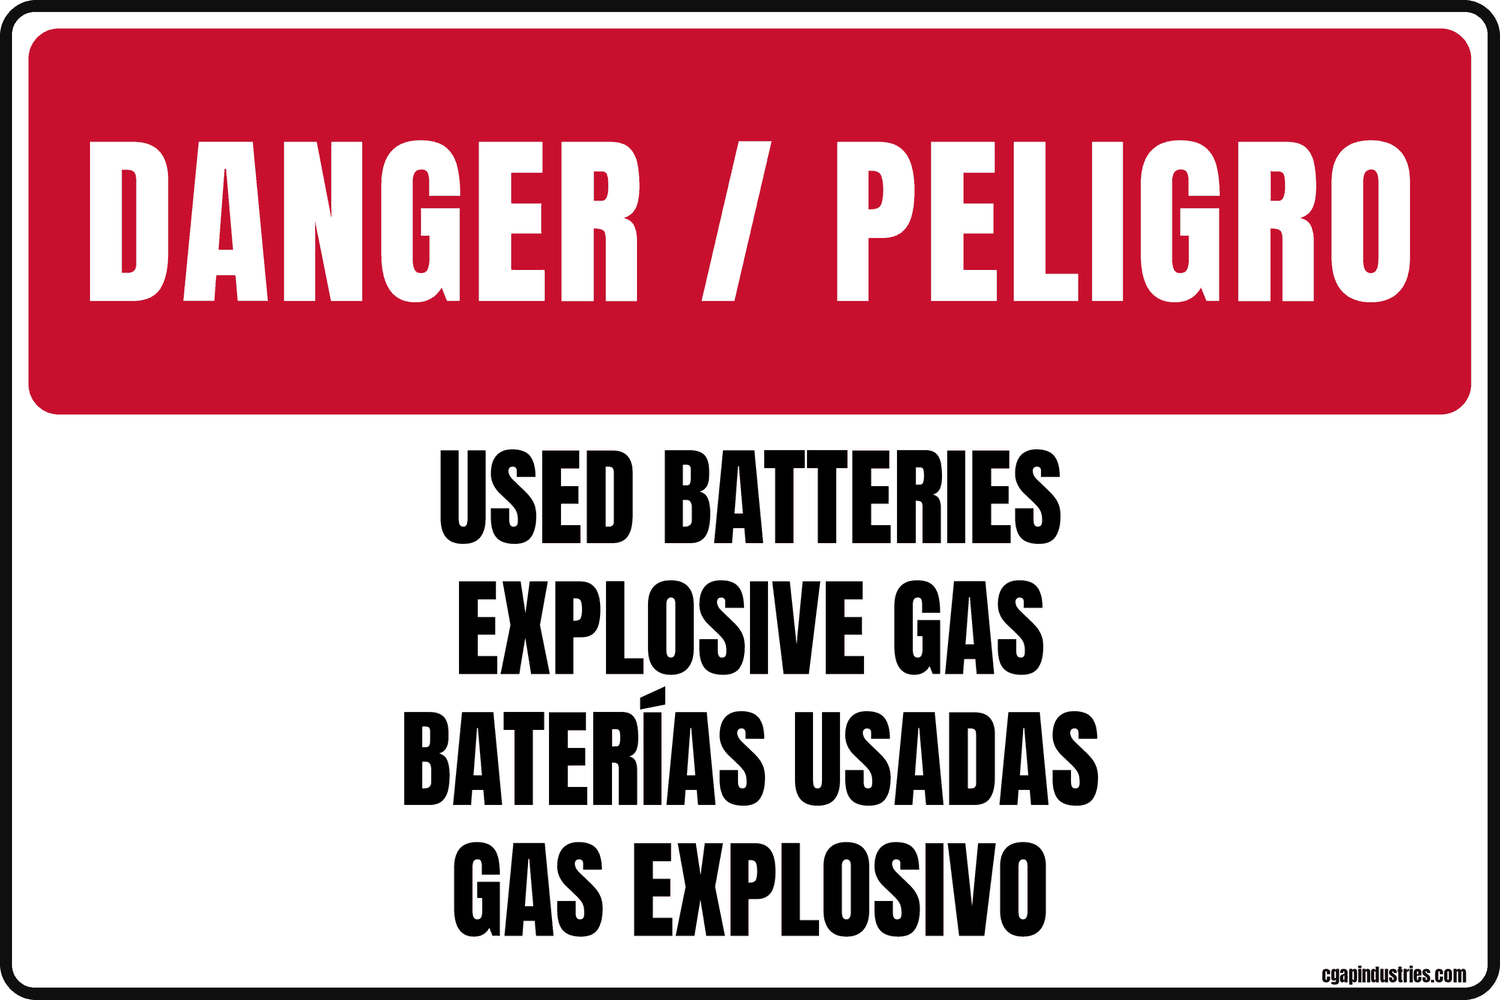 DANGER / PELIGRO
USED BATTERIES
EXPLOSIVE GAS
BATERÍAS USADAS
GAS EXPLOSIVO
cgapindustries.com